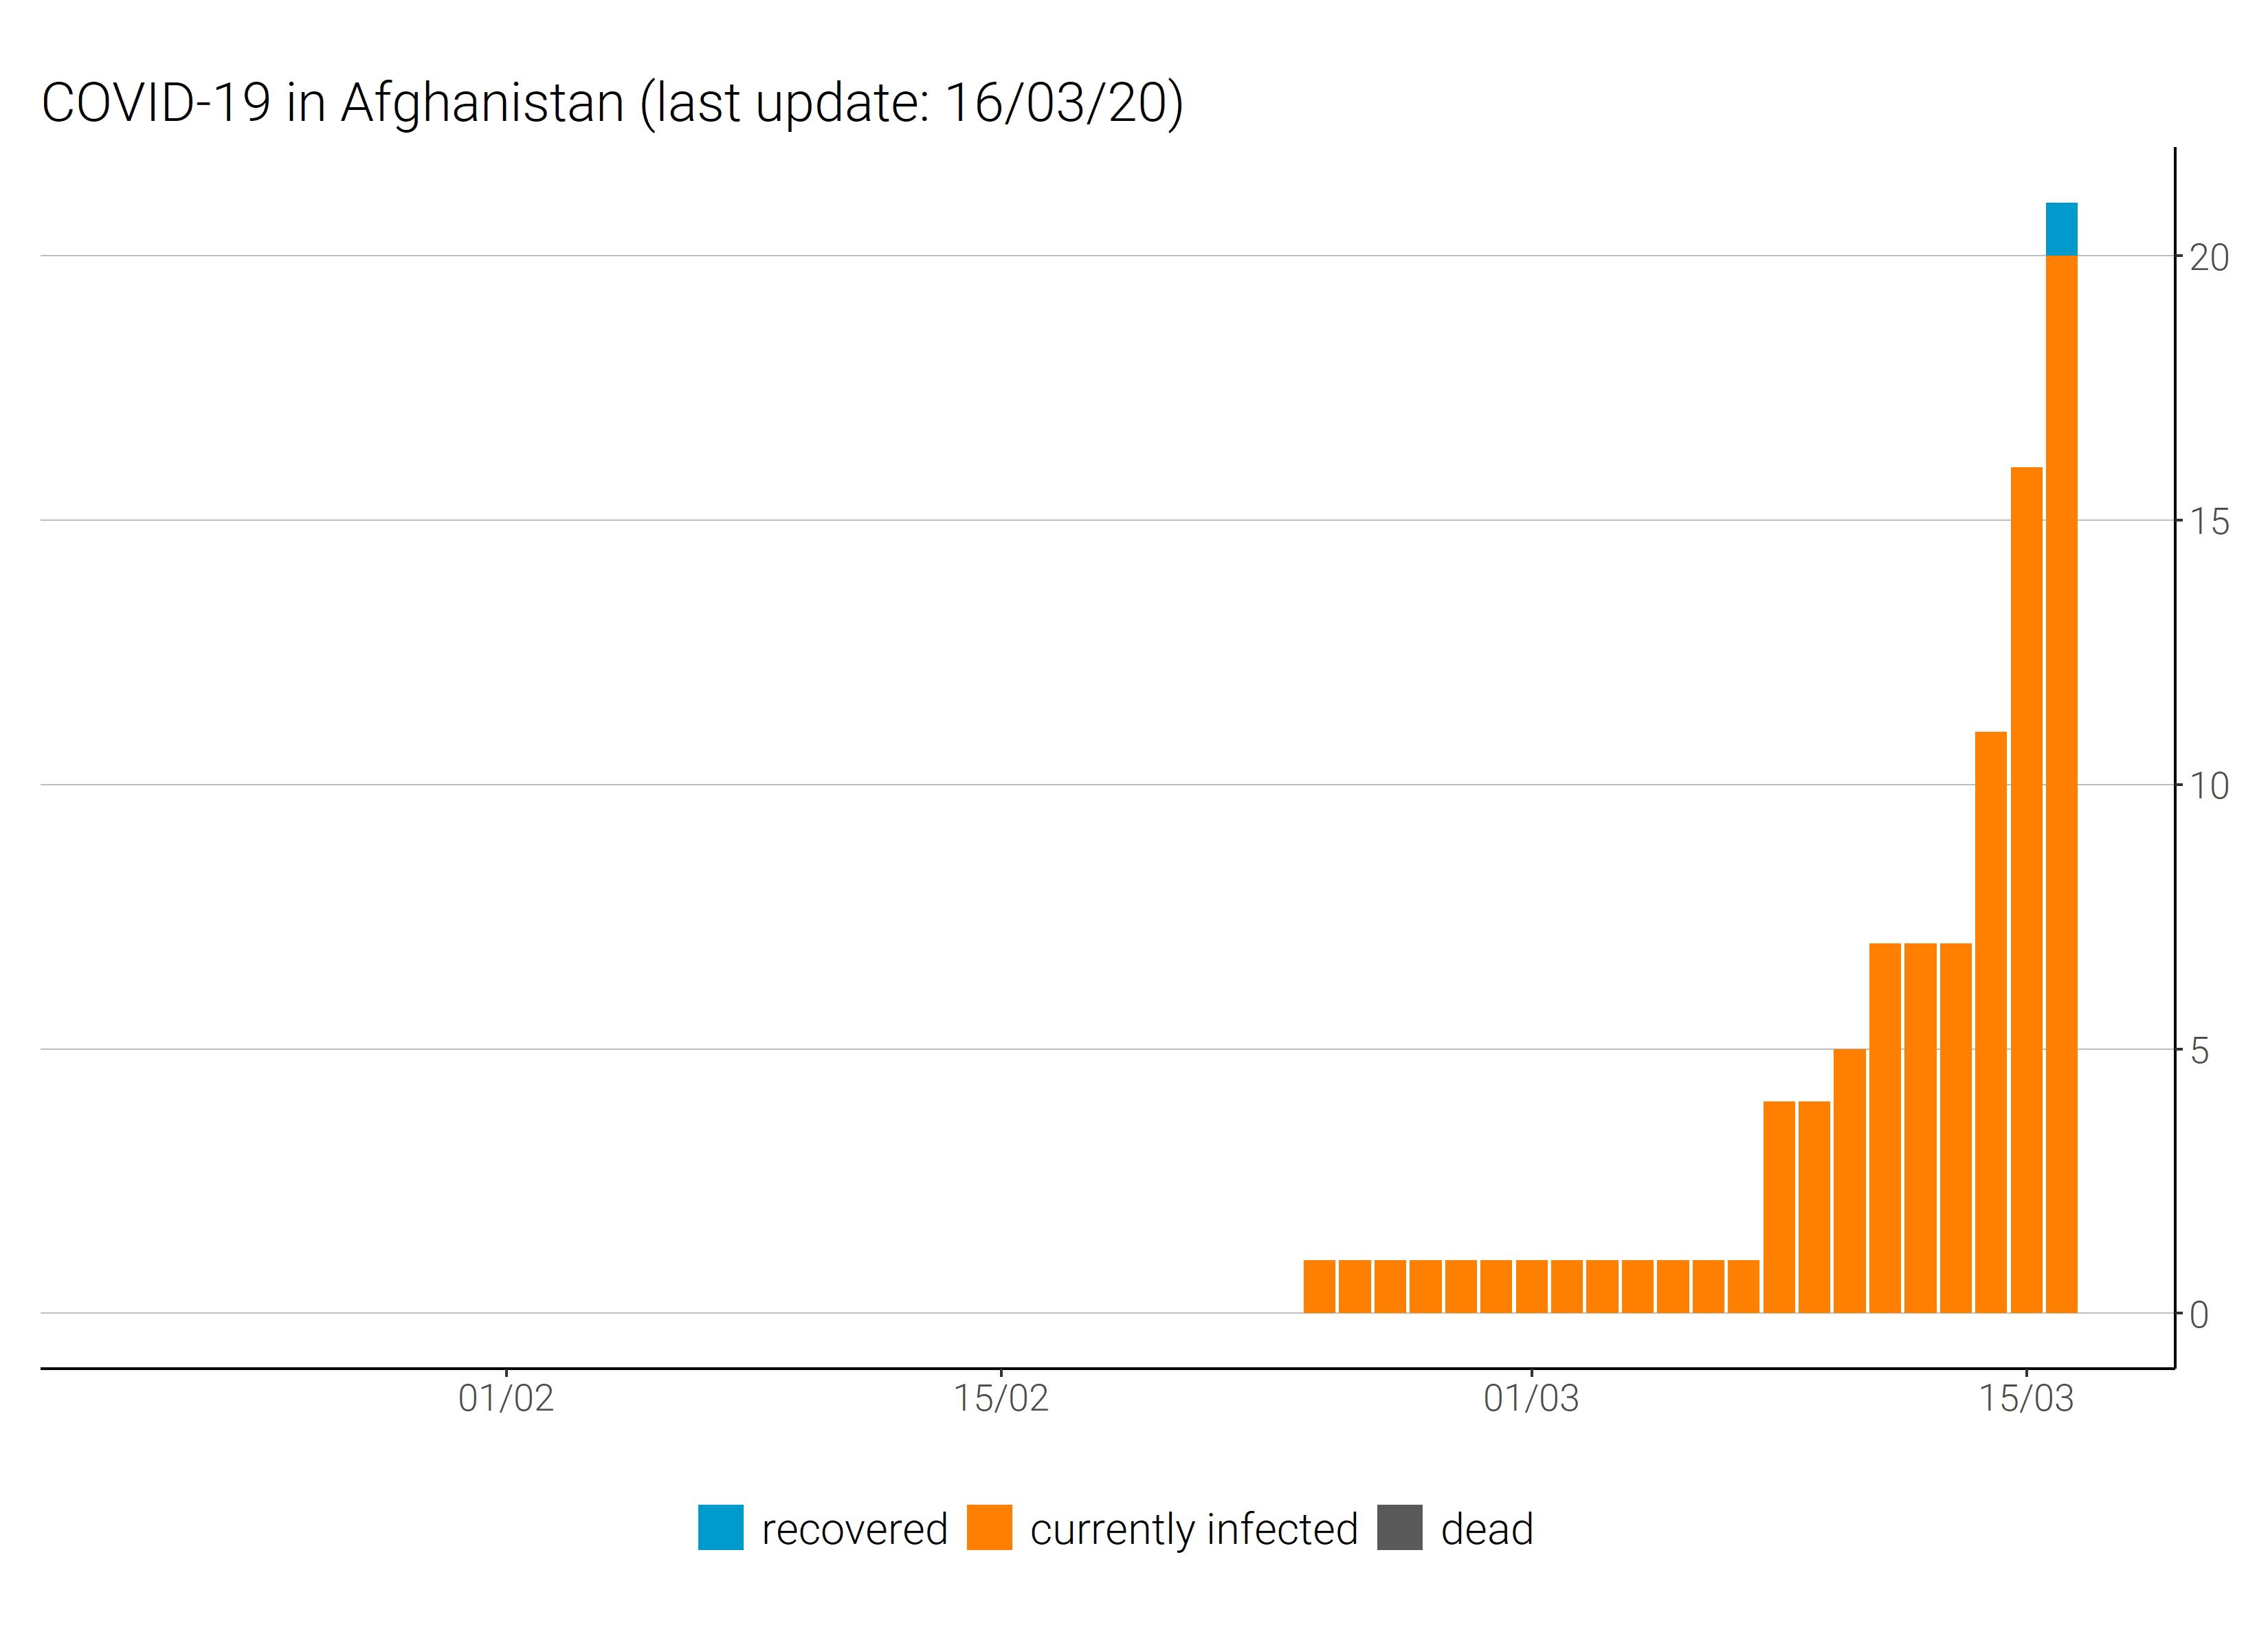 COVID-19 in Afghanistan (last update: 16/03/20)
20
15
10
5
0
01/02 15/02 01/03 15/03
recovered currently infected dead